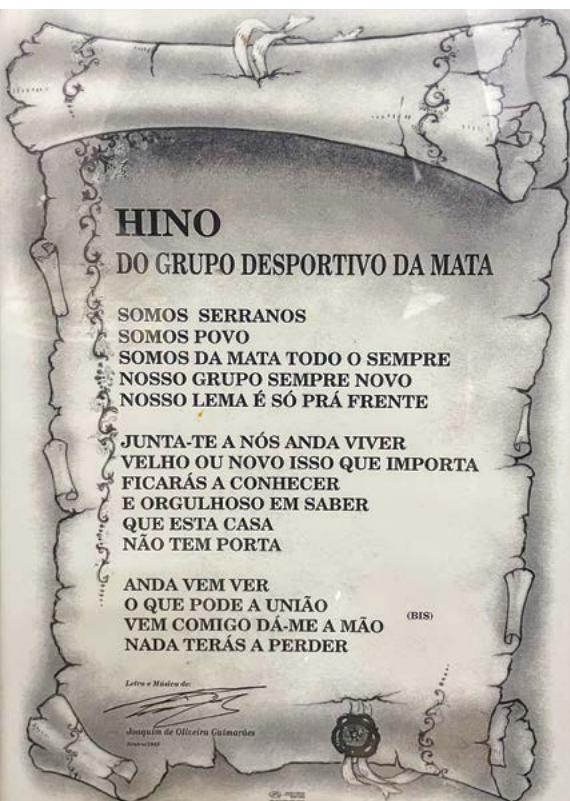 HINO
DO GRUPO DESPORTIVO DA MATA
SOMOS SERRANOS
SOMOS POVO
SOMOS DA MATA TODO O SEMPRE
NOSSO GRUPO SEMPRE NOVO
NOSSO LEMA É SÓ PRÁ FRENTE
JUNTA-TE A NÓS ANDA VIVER
VELHO OU NOVO ISSO QUE IMPORTA
FICARÁS A CONHECER
E ORGULHOSO EM SABER
QUE ESTA CASA
NÃO TEM PORTA
ANDA VEM VER
O QUE PODE A UNIÃO
VEM COMIGO DÁ-ME A MÃO (BIS)
NADA TERÁS A PERDER
Letra e Música de:
Joaquim de Oliveira Guimarães